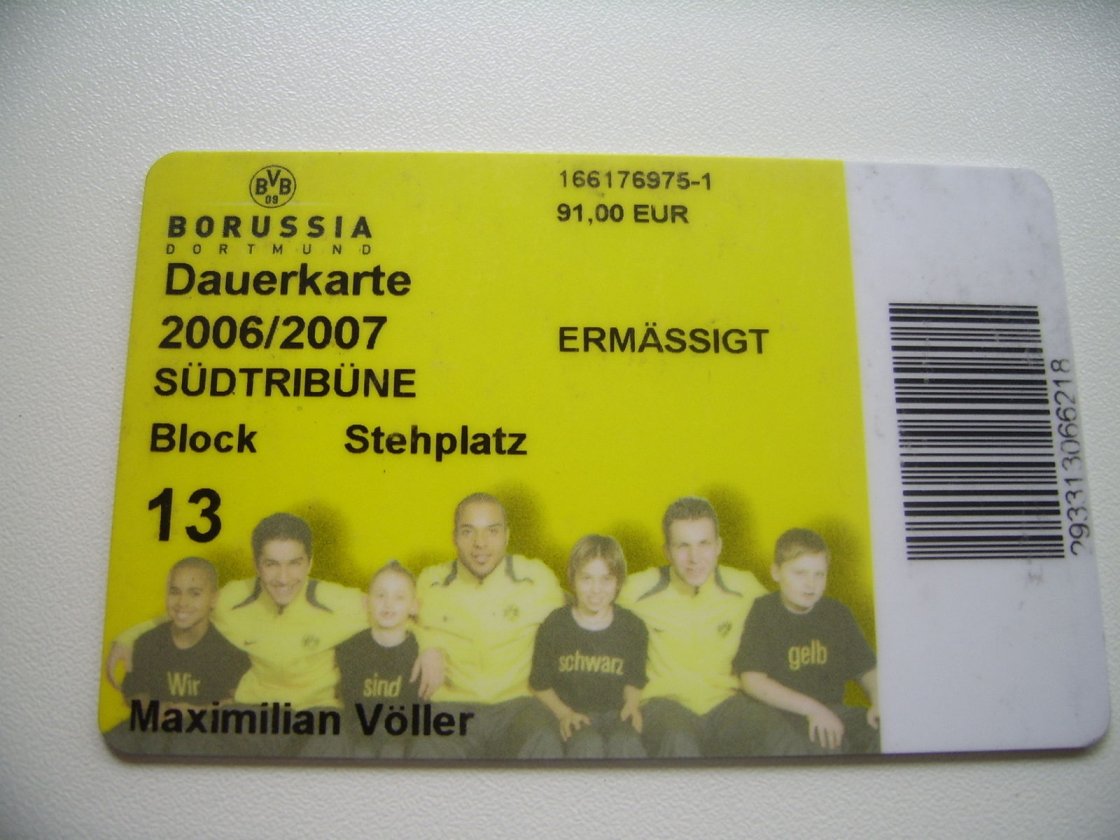 BVB
09
BORUSSIA
DORTMUND
166176975-1
91,00 EUR
Dauerkarte
2006/2007
ERMÄSSIGT
SÜDTRIBÜNE
Block Stehplatz
13
Wir sind schwarz gelb
Maximilian Völler
293313066218